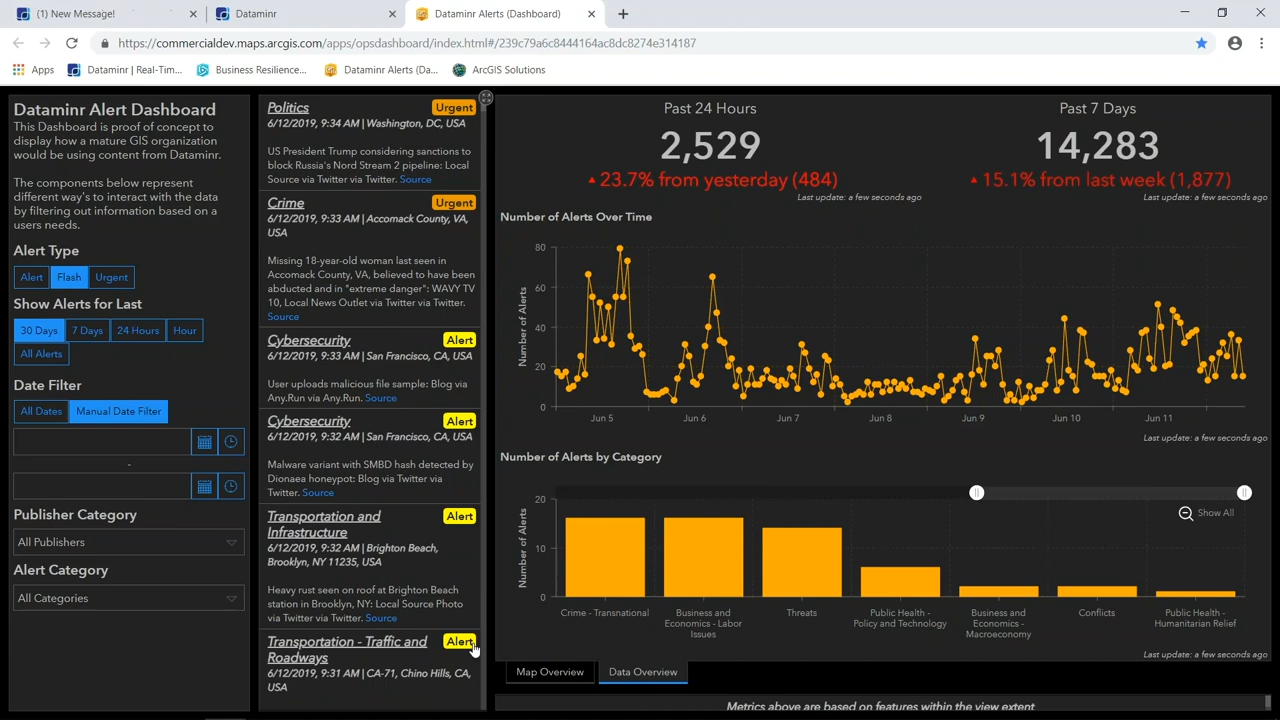 (1) New Message!
Dataminr
Dataminr Alerts (Dashboard)
https://commercialdev.maps.arcgis.com/apps/opsdashboard/index.html#/239c79a6c8444164ac8dc8274e314187
Apps
Dataminr | Real-Tim...
Business Resilience...
Dataminr Alerts (Da...
ArcGIS Solutions
Dataminr Alert Dashboard
This Dashboard is proof of concept to
display how a mature GIS organization
would be using content from Dataminr.
The components below represent
different way's to interact with the data
by filtering out information based on a
users needs.
Alert Type
Alert
Flash
Urgent
Show Alerts for Last
30 Days
7 Days
24 Hours
Hour
All Alerts
Date Filter
All Dates
Manual Date Filter
-
Publisher Category
All Publishers
Alert Category
All Categories
Politics
Urgent
6/12/2019, 9:34 AM | Washington, DC, USA
US President Trump considering sanctions to
block Russia's Nord Stream 2 pipeline: Local
Source via Twitter via Twitter. Source
Crime
Urgent
6/12/2019, 9:33 AM | Accomack County, VA,
USA
Missing 18-year-old woman last seen in
Accomack County, VA, believed to have been
abducted and in "extreme danger": WAVY TV
10, Local News Outlet via Twitter via Twitter.
Source
Cybersecurity
Alert
6/12/2019, 9:33 AM | San Francisco, CA, USA
User uploads malicious file sample: Blog via
Any.Run via Any.Run. Source
Cybersecurity
Alert
6/12/2019, 9:32 AM | San Francisco, CA, USA
Malware variant with SMBD hash detected by
Dionaea honeypot: Blog via Twitter via
Twitter. Source
Transportation and
Infrastructure
Alert
6/12/2019, 9:32 AM | Brighton Beach,
Brooklyn, NY 11235, USA
Heavy rust seen on roof at Brighton Beach
station in Brooklyn, NY: Local Source Photo
via Twitter via Twitter. Source
Transportation - Traffic and
Roadways
Alert
6/12/2019, 9:31 AM | CA-71, Chino Hills, CA,
USA
Past 24 Hours
2,529
▲ 23.7% from yesterday (484)
Last update: a few seconds ago
Past 7 Days
14,283
▲ 15.1% from last week (1,877)
Last update: a few seconds ago
Number of Alerts Over Time
Number of Alerts
80
60
40
20
0
Jun 5
Jun 6
Jun 7
Jun 8
Jun 9
Jun 10
Jun 11
Last update: a few seconds ago
Number of Alerts by Category
Show All
Number of Alerts
20
10
0
Crime - Transnational
Business and
Economics - Labor
Issues
Threats
Public Health -
Policy and Technology
Business and
Economics -
Macroeconomy
Conflicts
Public Health -
Humanitarian Relief
Last update: a few seconds ago
Map Overview
Data Overview
Metrics above are based on features within the view extent